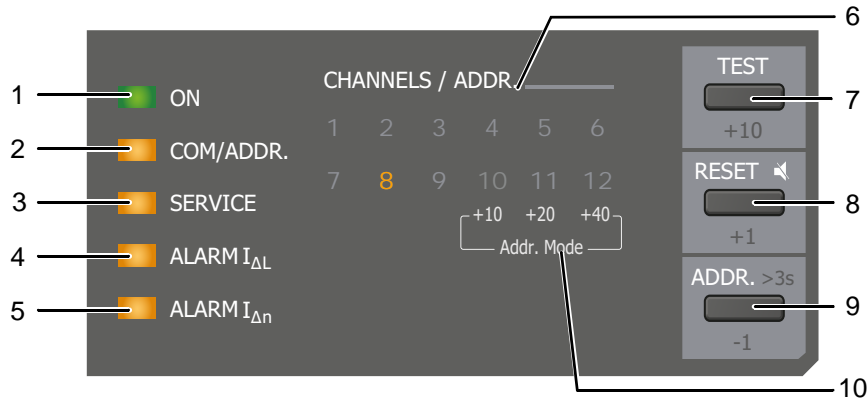 6
CHANNELS / ADDR.
TEST
1
ON
7
2
COM/ADDR.
1 2 3 4 5 6
+10
3
SERVICE
7 8 9 10 11 12
RESET
8
+10 +20 +40
+1
4
ALARM I∆L
Addr. Mode
ADDR. >3s
9
5
ALARM I∆n
-1
10